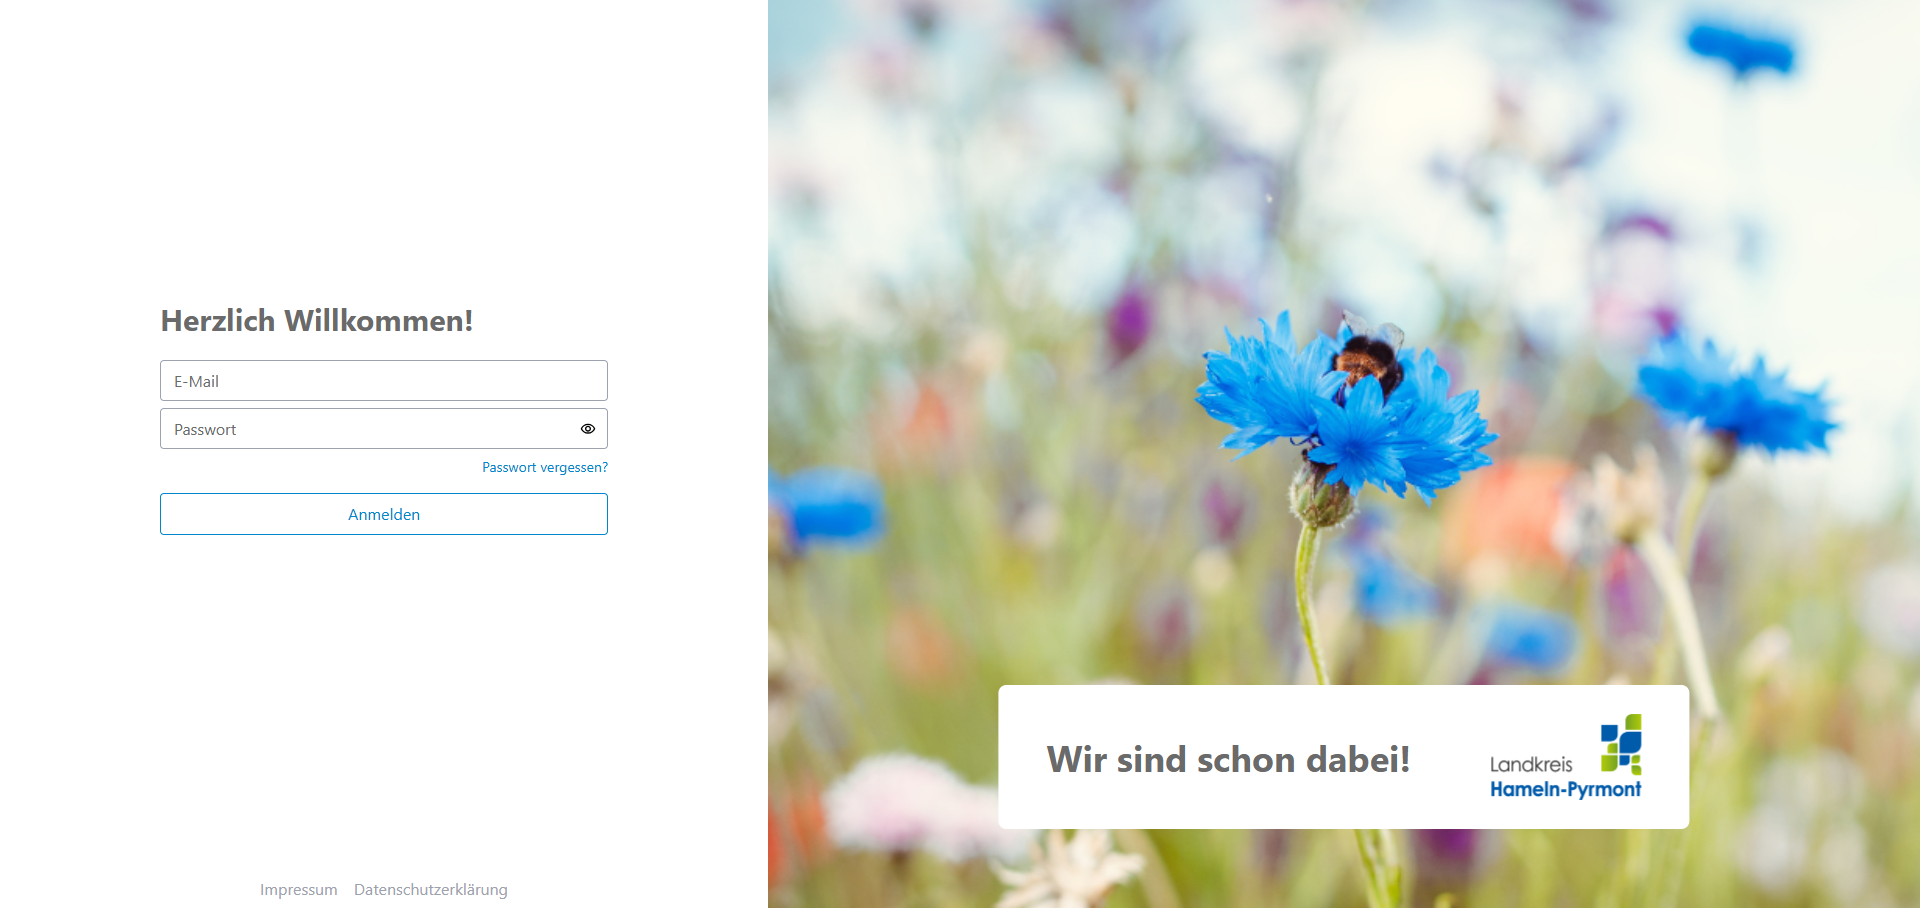 Herzlich Willkommen!
E-Mail
Passwort
Passwort vergessen?
Anmelden
Impressum Datenschutzerklärung
Wir sind schon dabei!
Landkreis
Hameln-Pyrmont